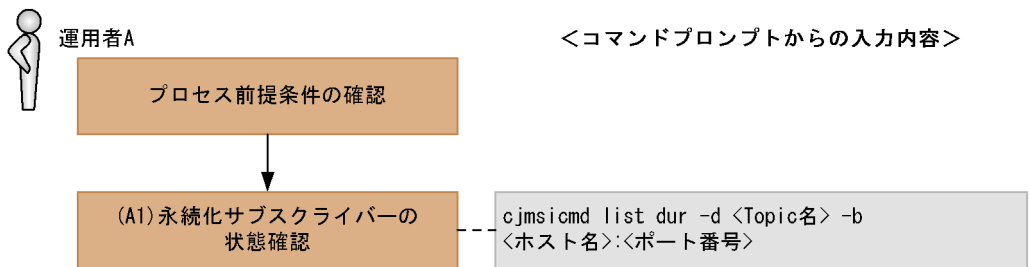 運用者A
＜コマンドプロンプトからの入力内容＞
プロセス前提条件の確認
(A1)永続化サブスクライバーの
状態確認
cjmsicmd list dur -d <Topic名> -b
<ホスト名>:<ポート番号>